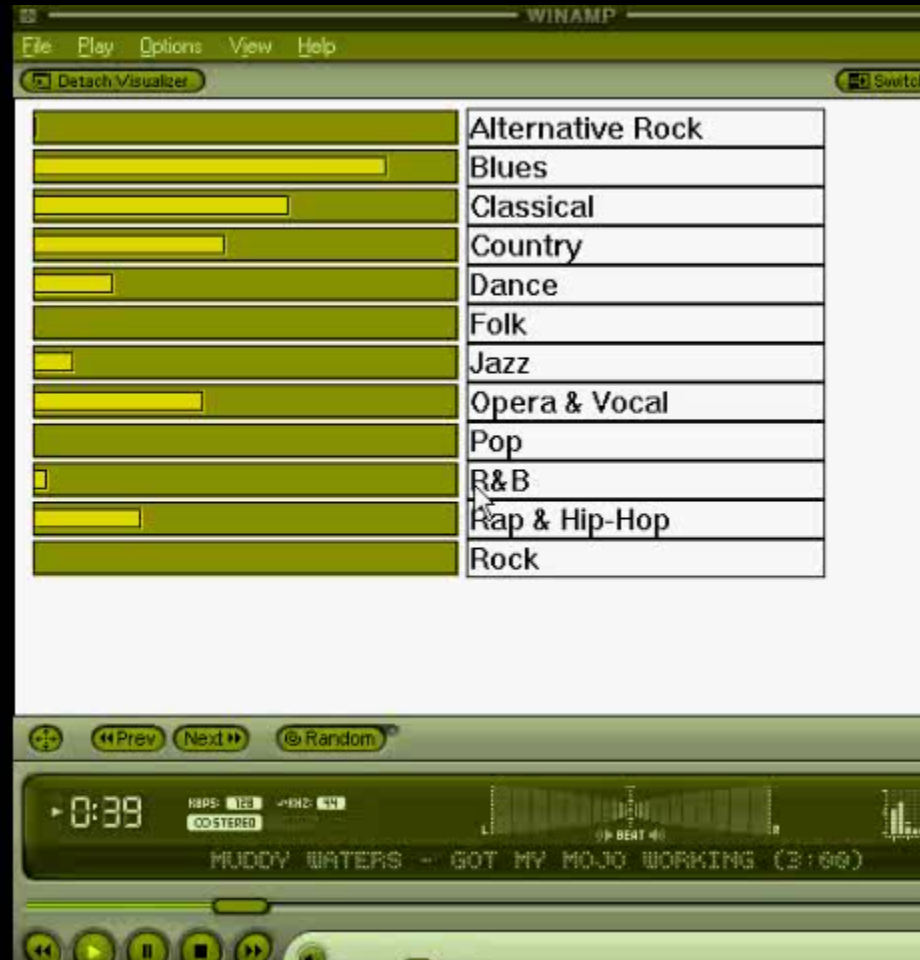 WINAMP
File Play Options View Help
Detach Visualizer Switch
Alternative Rock
Blues
Classical
Country
Dance
Folk
Jazz
Opera & Vocal
Pop
R&B
Rap & Hip-Hop
Rock
Prev Next Random
0:39 KBPS: 128 KHZ: 44
STEREO
L BEAT R
MUDDY WATERS - GOT MY MOJO WORKING (3:00)